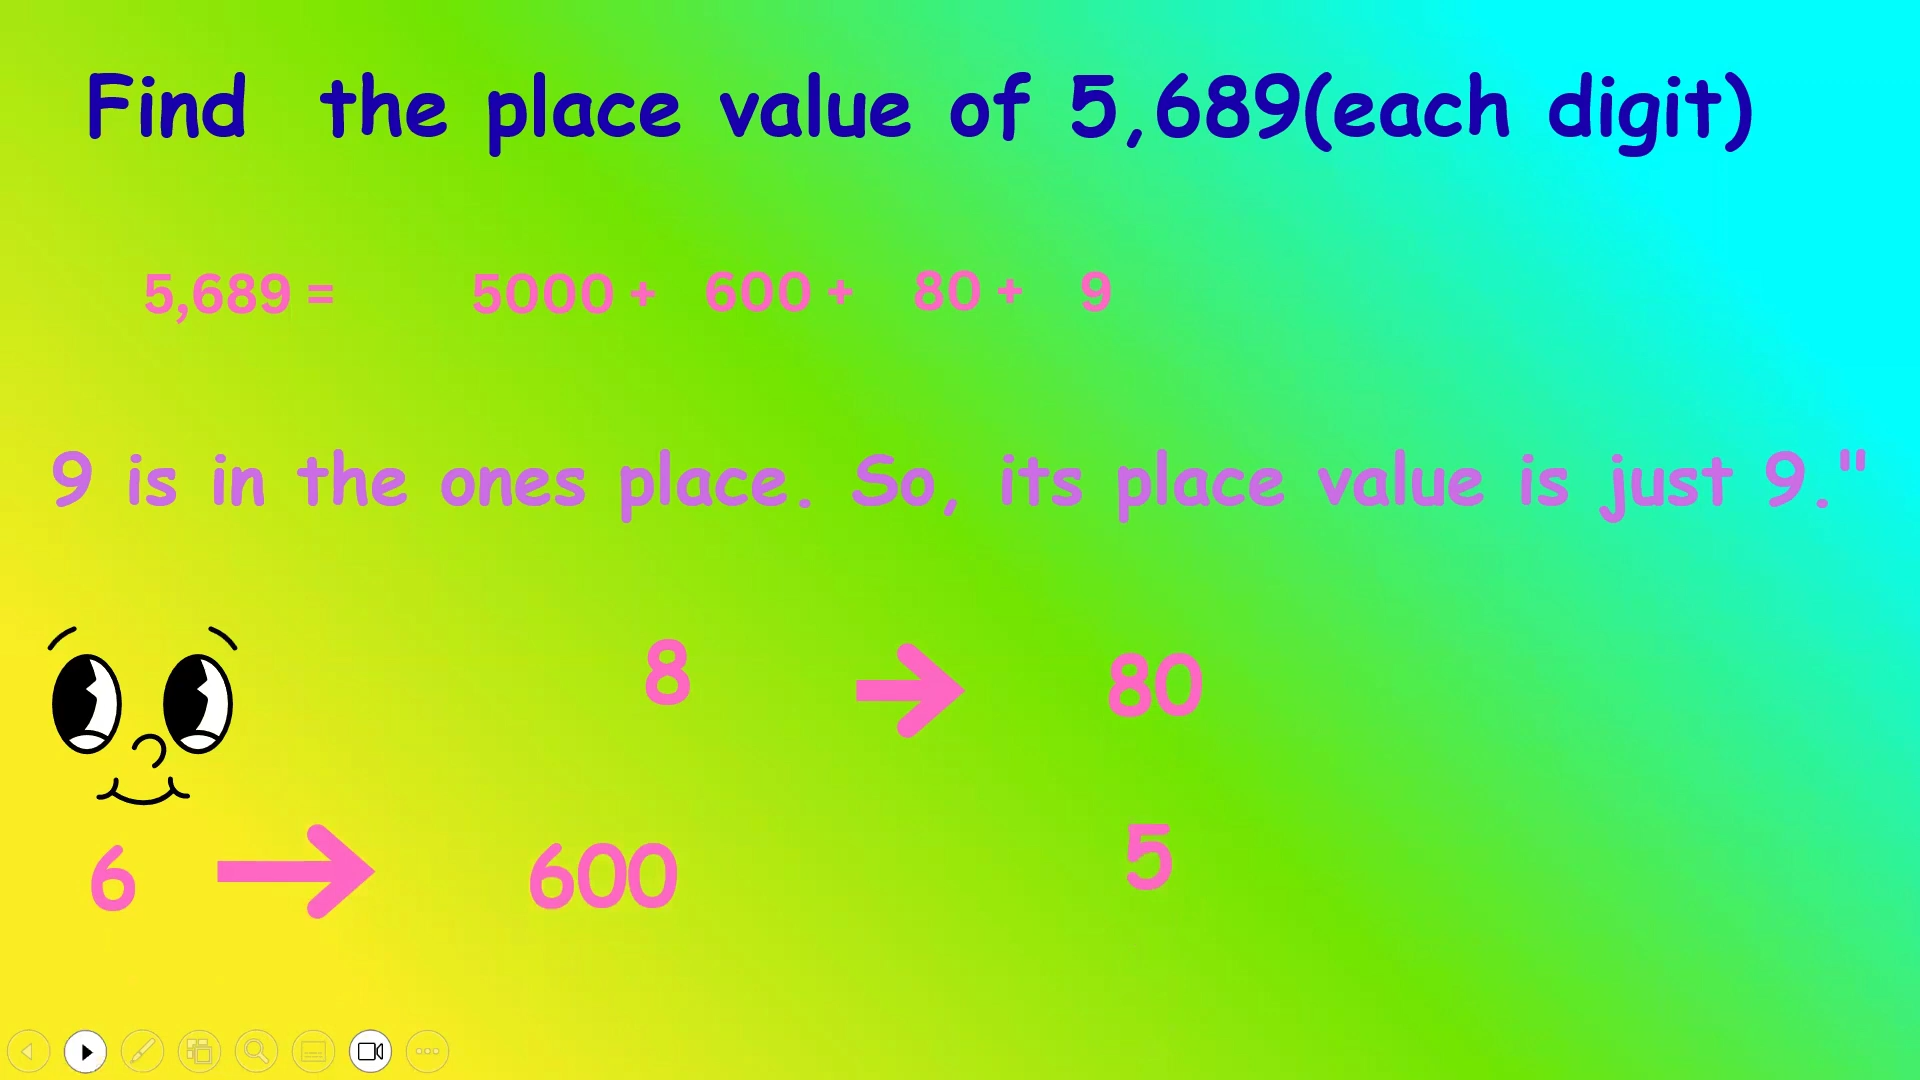 Find the place value of 5,689(each digit)
5,689 = 5000 + 600 + 80 + 9
9 is in the ones place. So, its place value is just 9."
8 → 80
6 → 600 5